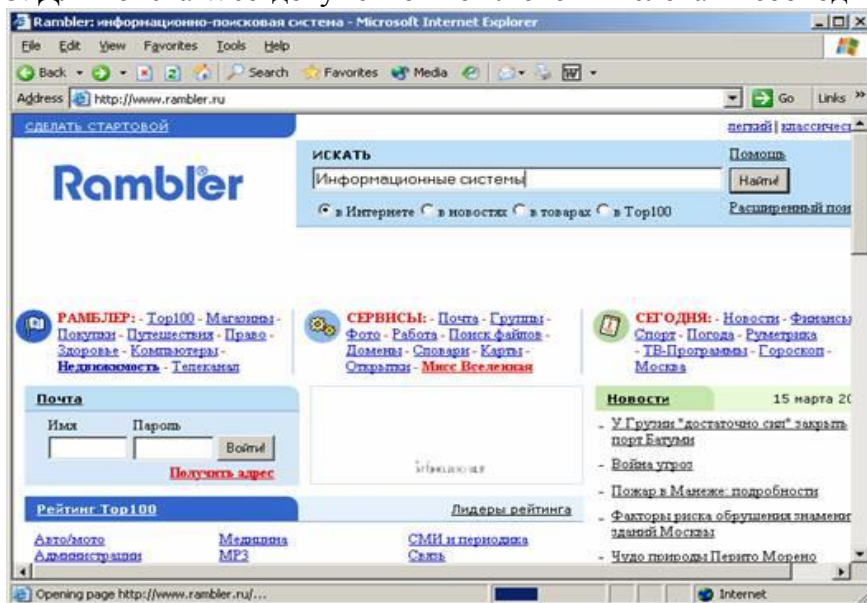 Rambler: информационно-поисковая система - Microsoft Internet Explorer
File Edit View Favorites Tools Help
Back Search Favorites Media
Address http://www.rambler.ru Go Links »
СДЕЛАТЬ СТАРТОВОЙ
легкий |
Rambler
ИСКАТЬ
Помощь
Информационные системы
Найти!
в Интернете в новостях в товарах в Top100
Расширенный
РАМБЛЕР: - Top100 - Магазины -
Покупки - Путешествия - Право -
Здоровье - Компьютеры -
Недвижимость - Телеканал
СЕРВИСЫ: - Почта - Группы -
Фото - Работа - Поиск файлов -
Домены - Словари - Карты -
Открытки - Мисс Вселенная
СЕГОДНЯ: - Новости - Финансы
Спорт - Погода - Руметрика
- ТВ-Программы - Гороскоп -
Москва
Почта
Имя Пароль
Войти!
Получить адрес
Новости 15 марта
- У Грузии "достаточно сил" закрыть
порт Батуми
- Война угроз
- Пожар в Манеже: подробности
- Факторы риска обрушения
зданий Москвы
- Чудо природы Перито Морено
Рейтинг Top100 Лидеры рейтинга
Авто/мото Медицина СМИ и периодика
Администрации MP3 Связь
Opening page http://www.rambler.ru/... Internet